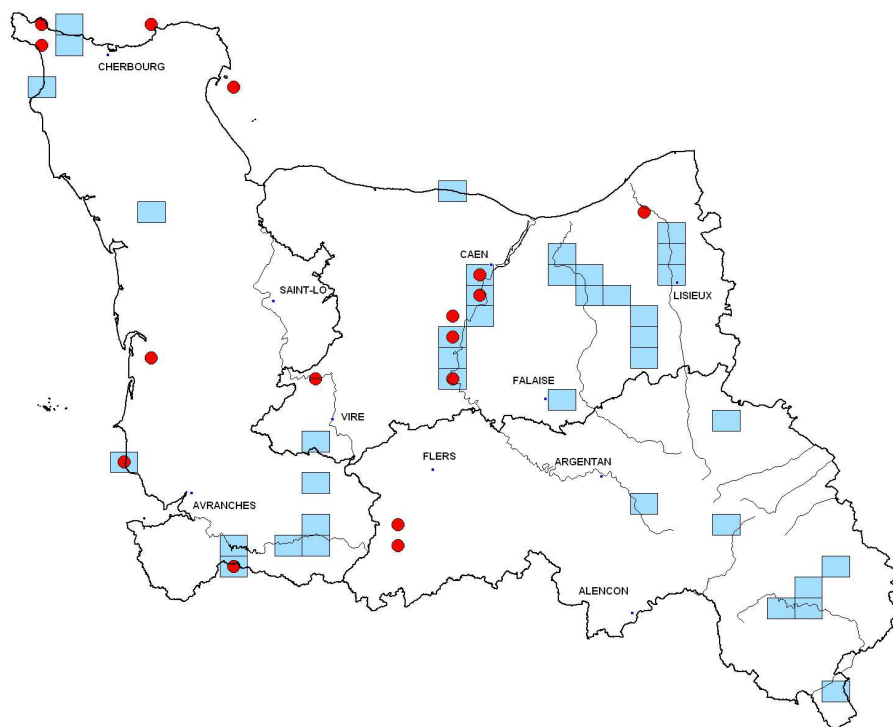 CHERBOURG
CAEN
SAINT-LO
LISIEUX
FALAISE
VIRE
FLERS
ARGENTAN
AVRANCHES
ALENCON